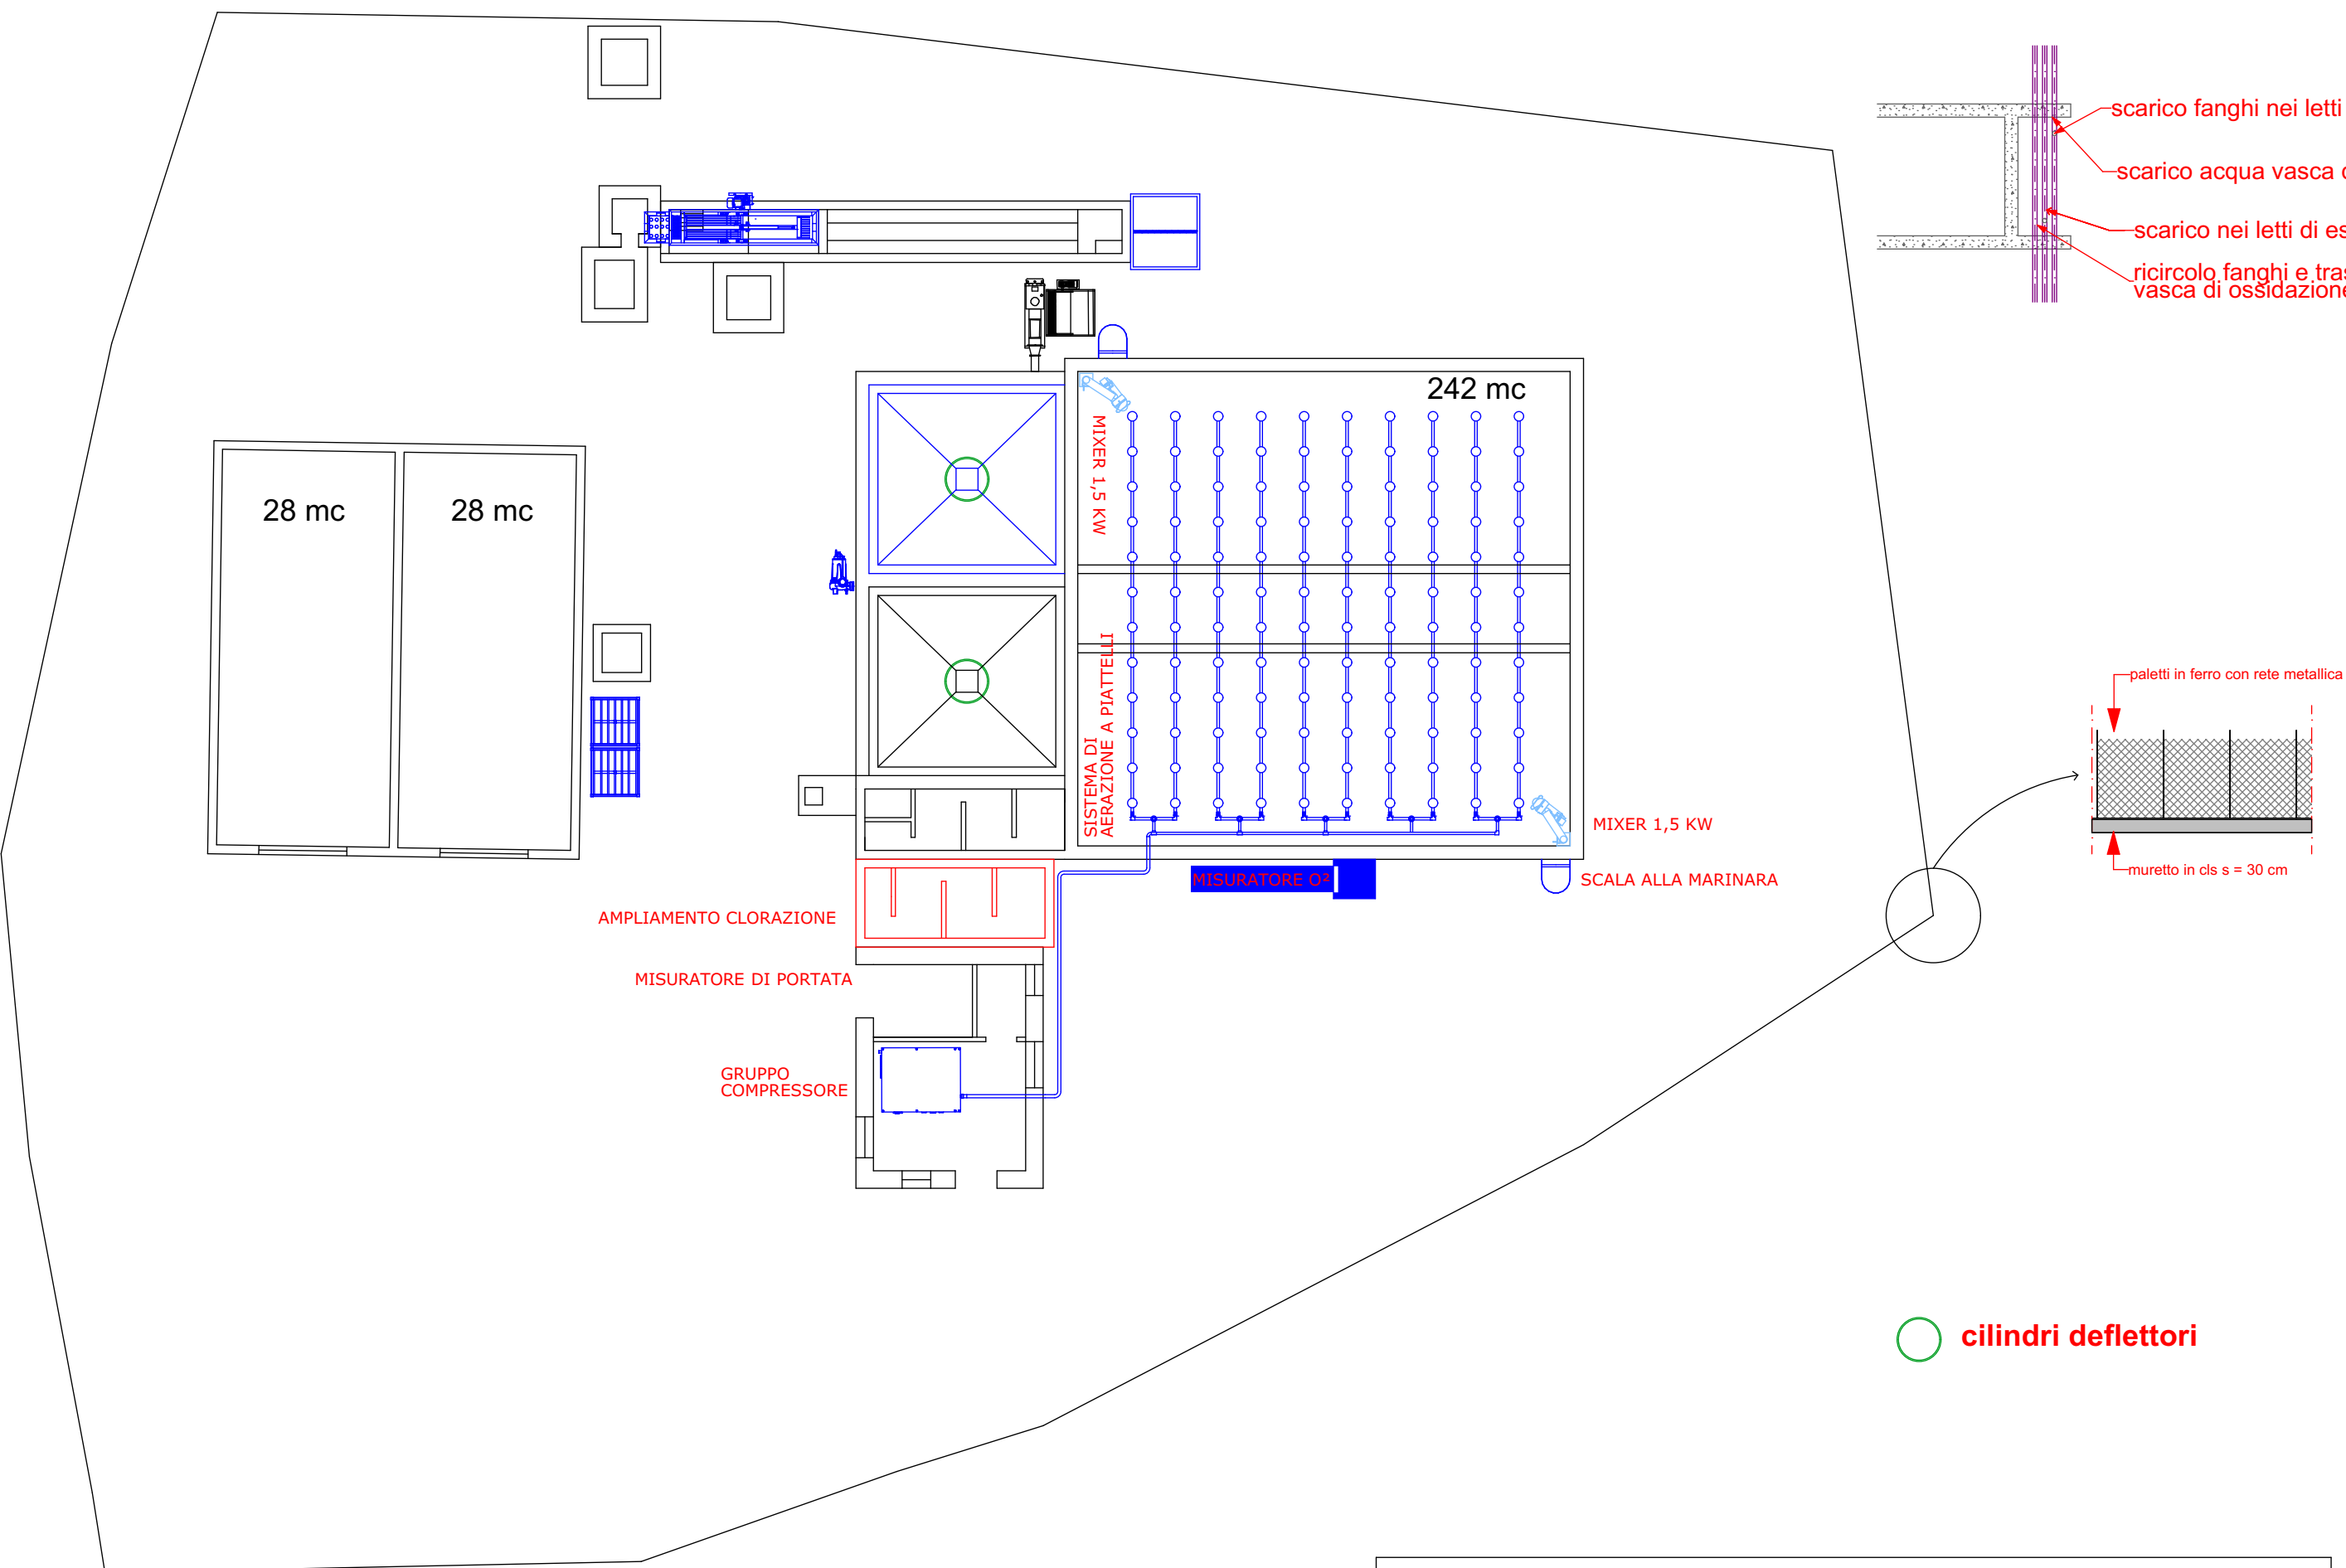 scarico fanghi nei letti
scarico acqua vasca
scarico nei letti di
ricircolo fanghi e
vasca di ossidazione
242 mc
MIXER 1,5 KW
28 mc
28 mc
SISTEMA DI
AERAZIONE A PIATTELLI
paletti in ferro con rete metallica
muretto in cls s = 30 cm
MIXER 1,5 KW
MISURATORE O²
SCALA ALLA MARINARA
AMPLIAMENTO CLORAZIONE
MISURATORE DI PORTATA
GRUPPO
COMPRESSORE
cilindri deflettori